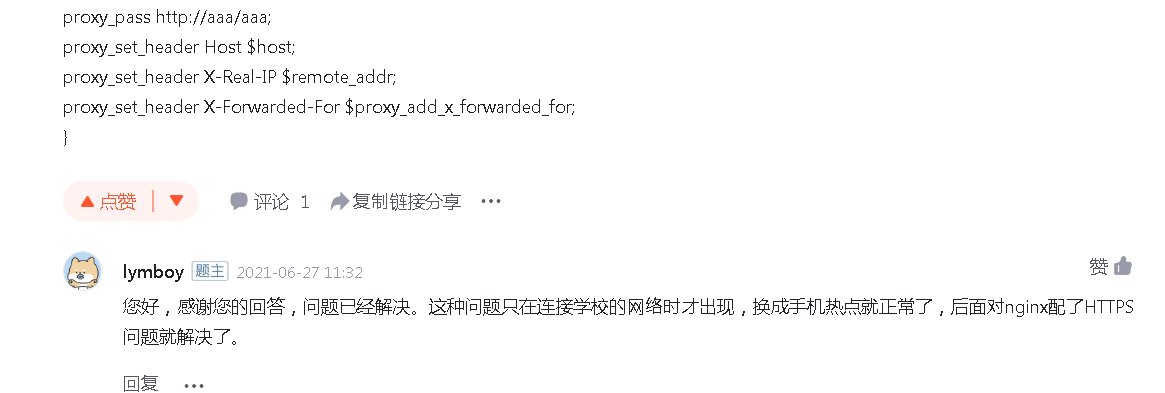 proxy_pass http://aaa/aaa;
proxy_set_header Host $host;
proxy_set_header X-Real-IP $remote_addr;
proxy_set_header X-Forwarded-For $proxy_add_x_forwarded_for;
}
点赞 评论 1 复制链接分享
lymboy 题主 2021-06-27 11:32 赞
您好，感谢您的回答，问题已经解决。这种问题只在连接学校的网络时才出现，换成手机热点就正常了，后面对nginx配了HTTPS
问题就解决了。
回复